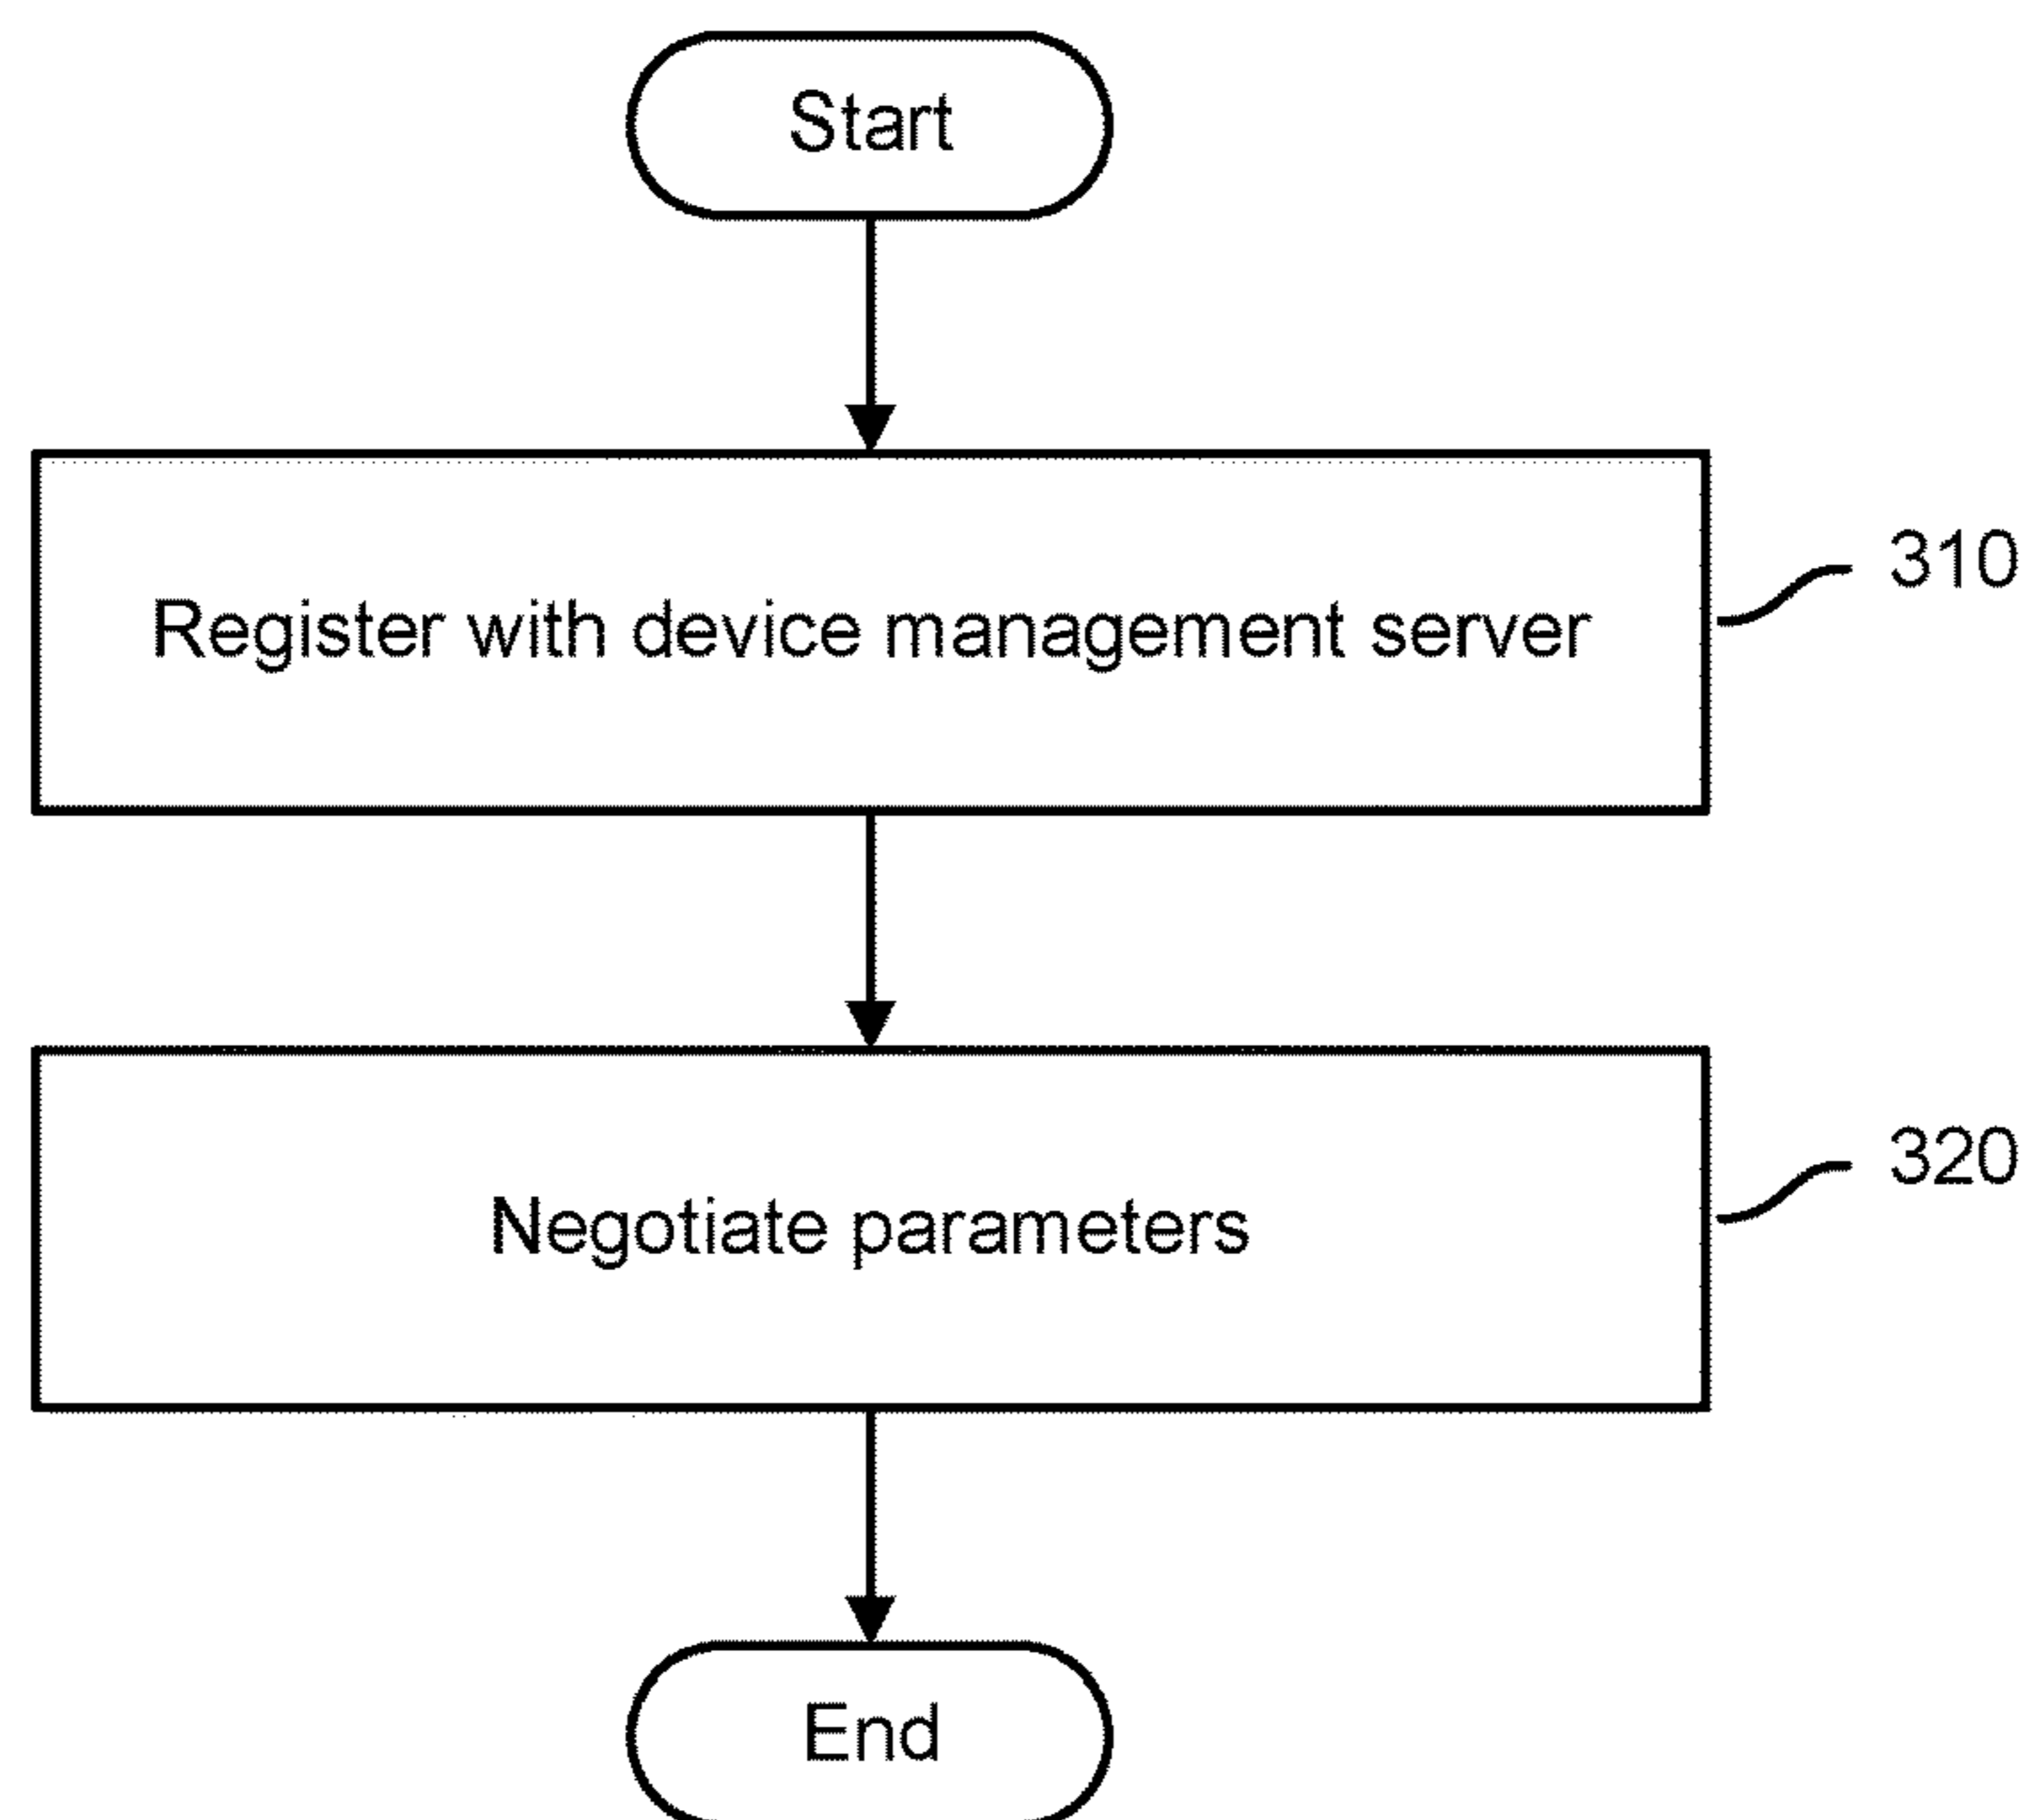 Start
Register with device management server
310
Negotiate parameters
320
End